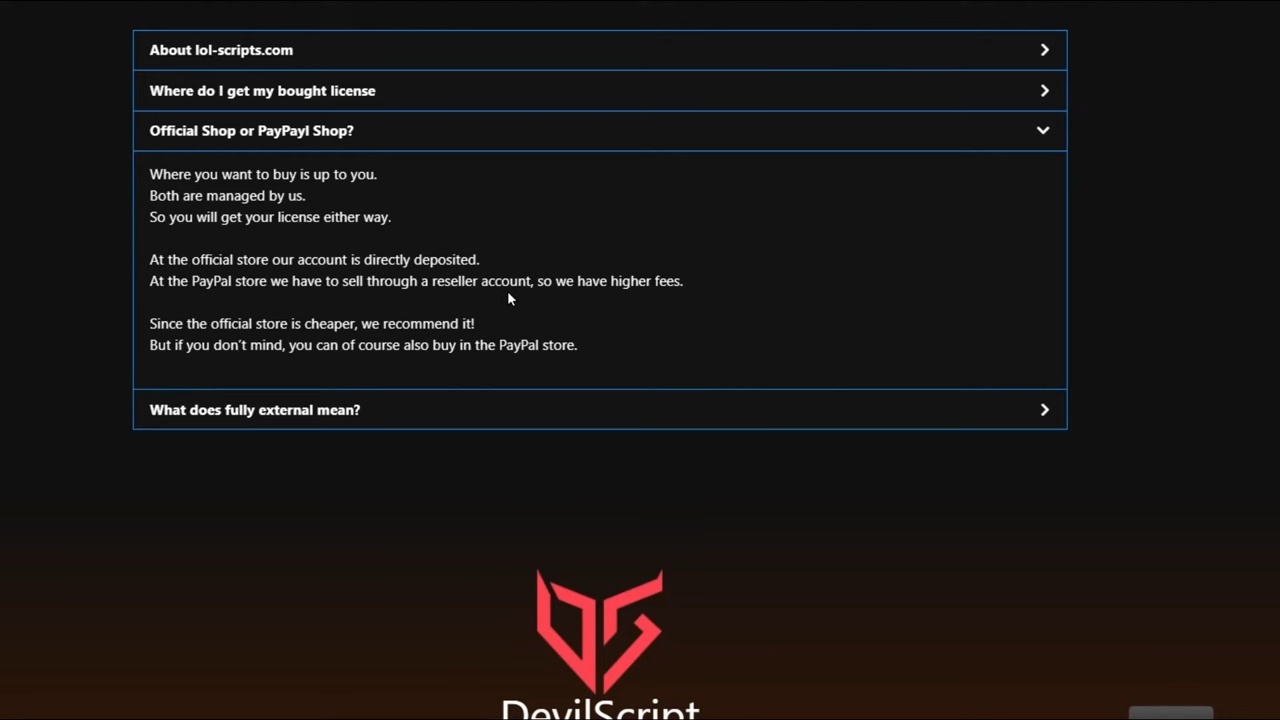 About lol-scripts.com
Where do I get my bought license
Official Shop or PayPayl Shop?
Where you want to buy is up to you.
Both are managed by us.
So you will get your license either way.
At the official store our account is directly deposited.
At the PayPal store we have to sell through a reseller account, so we have higher fees.
Since the official store is cheaper, we recommend it!
But if you don't mind, you can of course also buy in the PayPal store.
What does fully external mean?
DevilScript